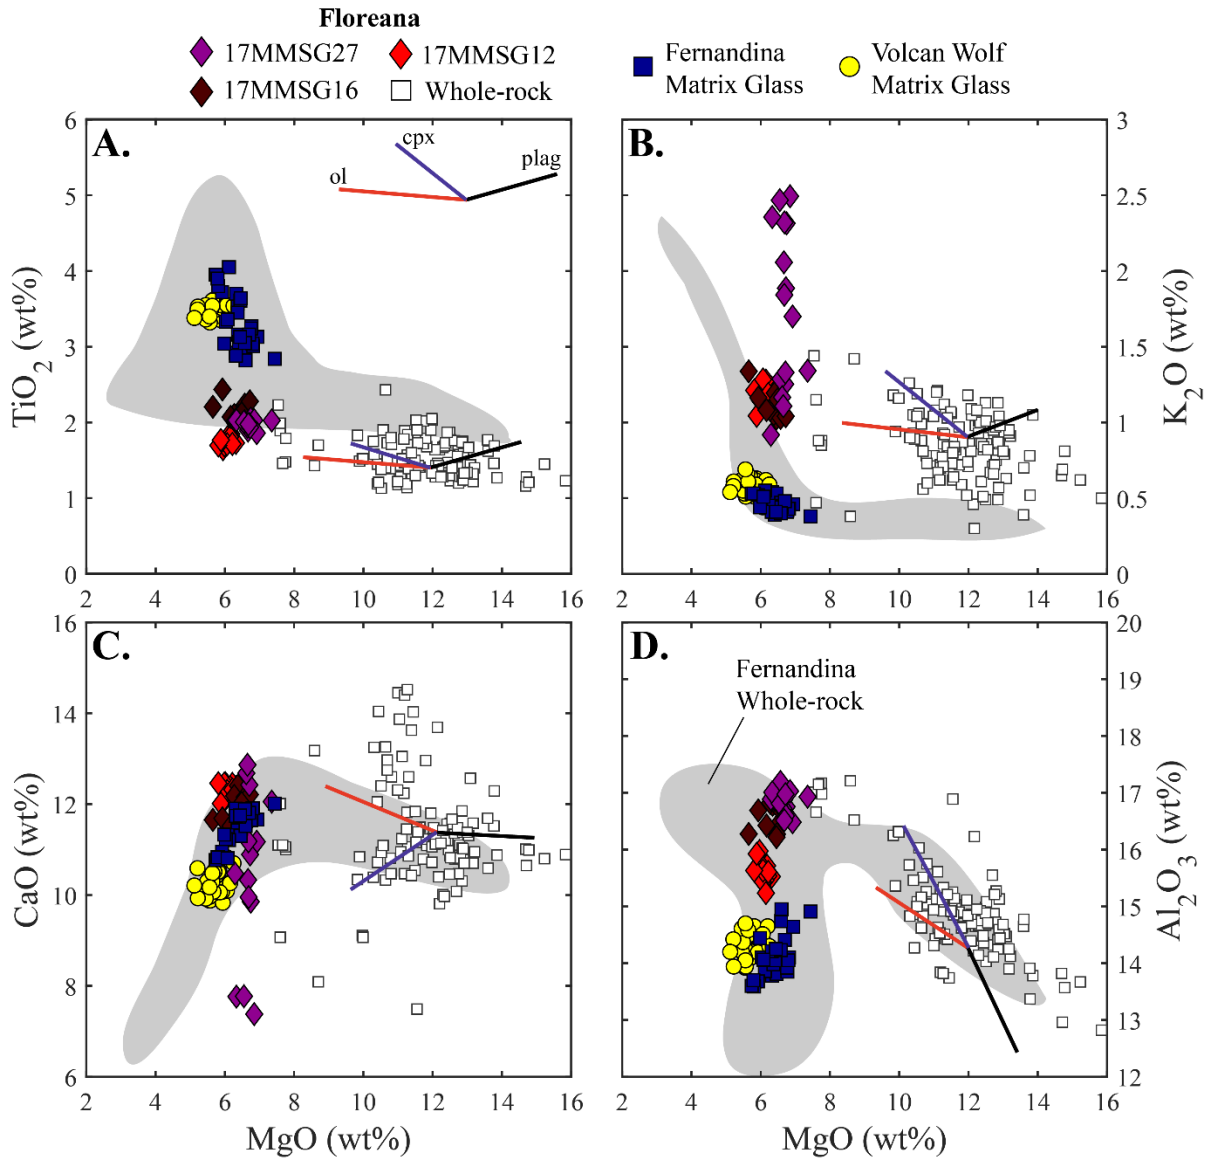 Floreana
17MMSG27
17MMSG12
17MMSG16
Whole-rock
Fernandina
Matrix Glass
Volcan Wolf
Matrix Glass
A.
ol
cpx
plag
TiO2 (wt%)
6
5
4
3
2
1
0
2 4 6 8 10 12 14 16
B.
K2O (wt%)
3
2.5
2
1.5
1
0.5
0
2 4 6 8 10 12 14 16
C.
CaO (wt%)
16
14
12
10
8
6
2 4 6 8 10 12 14 16
MgO (wt%)
D.
Fernandina
Whole-rock
Al2O3 (wt%)
20
19
18
17
16
15
14
13
12
2 4 6 8 10 12 14 16
MgO (wt%)